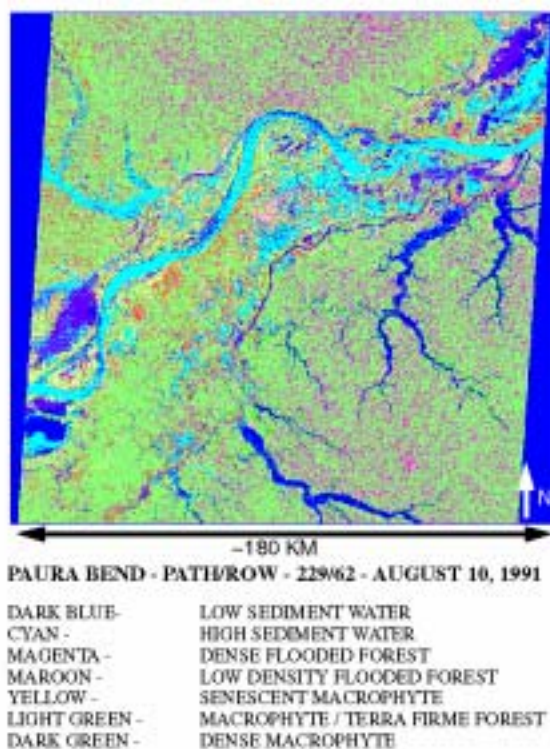 N
~180 KM
PAURA BEND - PATH/ROW - 229/62 - AUGUST 10, 1991
DARK BLUE- LOW SEDIMENT WATER
CYAN - HIGH SEDIMENT WATER
MAGENTA - DENSE FLOODED FOREST
MAROON - LOW DENSITY FLOODED FOREST
YELLOW - SENESCENT MACROPHYTE
LIGHT GREEN - MACROPHYTE / TERRA FIRME FOREST
DARK GREEN - DENSE MACROPHYTE